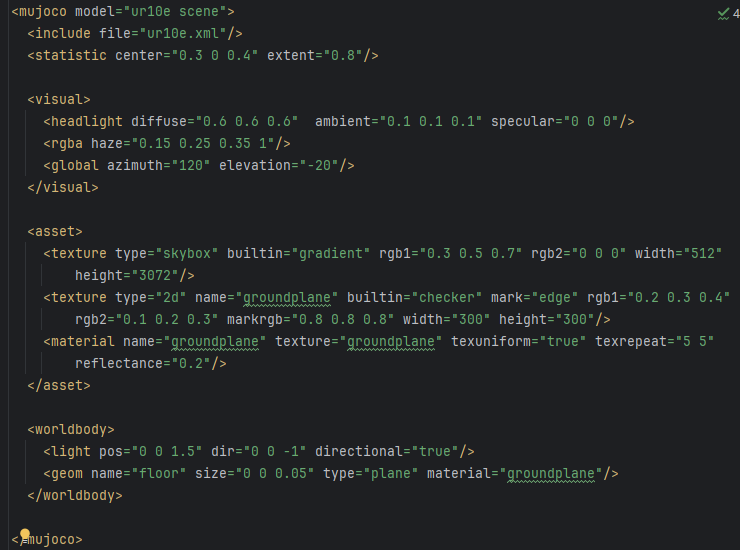 <mujoco model="ur10e scene">
  <include file="ur10e.xml"/>
  <statistic center="0.3 0 0.4" extent="0.8"/>

  <visual>
    <headlight diffuse="0.6 0.6 0.6"  ambient="0.1 0.1 0.1" specular="0 0 0"/>
    <rgba haze="0.15 0.25 0.35 1"/>
    <global azimuth="120" elevation="-20"/>
  </visual>

  <asset>
    <texture type="skybox" builtin="gradient" rgb1="0.3 0.5 0.7" rgb2="0 0 0" width="512"
        height="3072"/>
    <texture type="2d" name="groundplane" builtin="checker" mark="edge" rgb1="0.2 0.3 0.4"
        rgb2="0.1 0.2 0.3" markrgb="0.8 0.8 0.8" width="300" height="300"/>
    <material name="groundplane" texture="groundplane" texuniform="true" texrepeat="5 5"
        reflectance="0.2"/>
  </asset>

  <worldbody>
    <light pos="0 0 1.5" dir="0 0 -1" directional="true"/>
    <geom name="floor" size="0 0 0.05" type="plane" material="groundplane"/>
  </worldbody>

</mujoco>
4